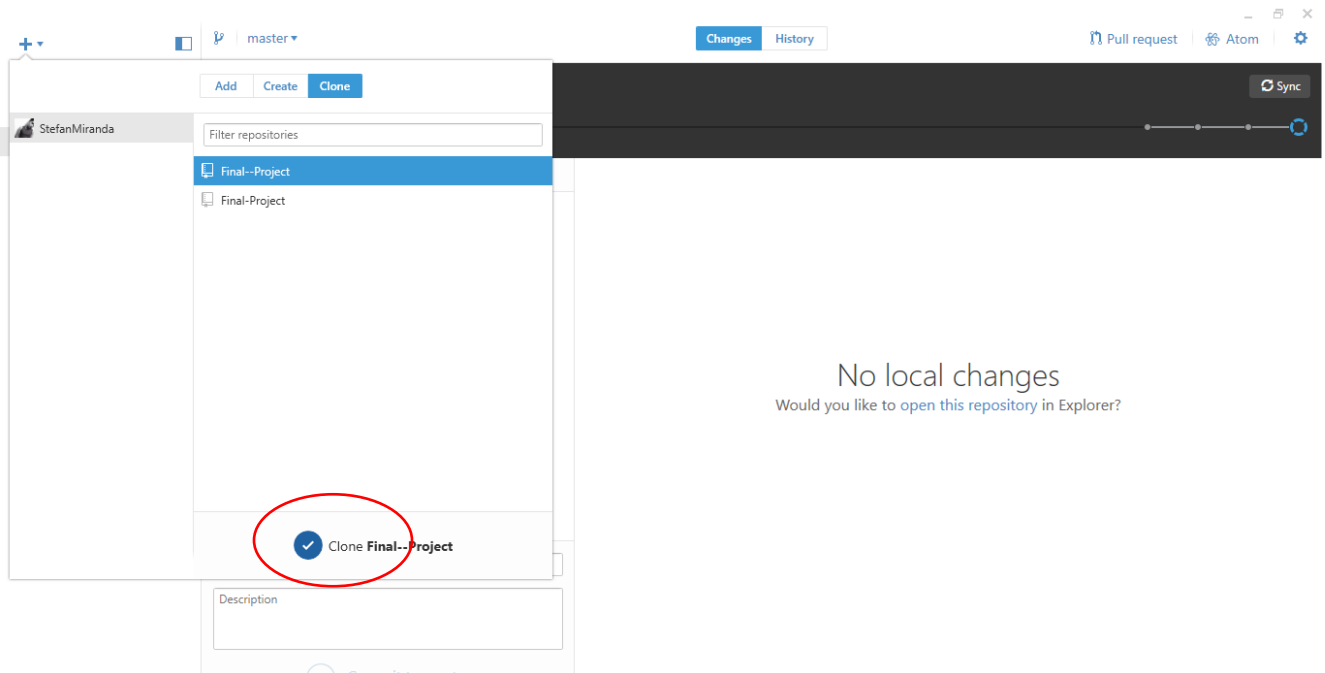 master
Changes
History
Pull request
Atom
Add
Create
Clone
Sync
StefanMiranda
Filter repositories
Final--Project
Final-Project
No local changes
Would you like to open this repository in Explorer?
Clone Final--Project
Description